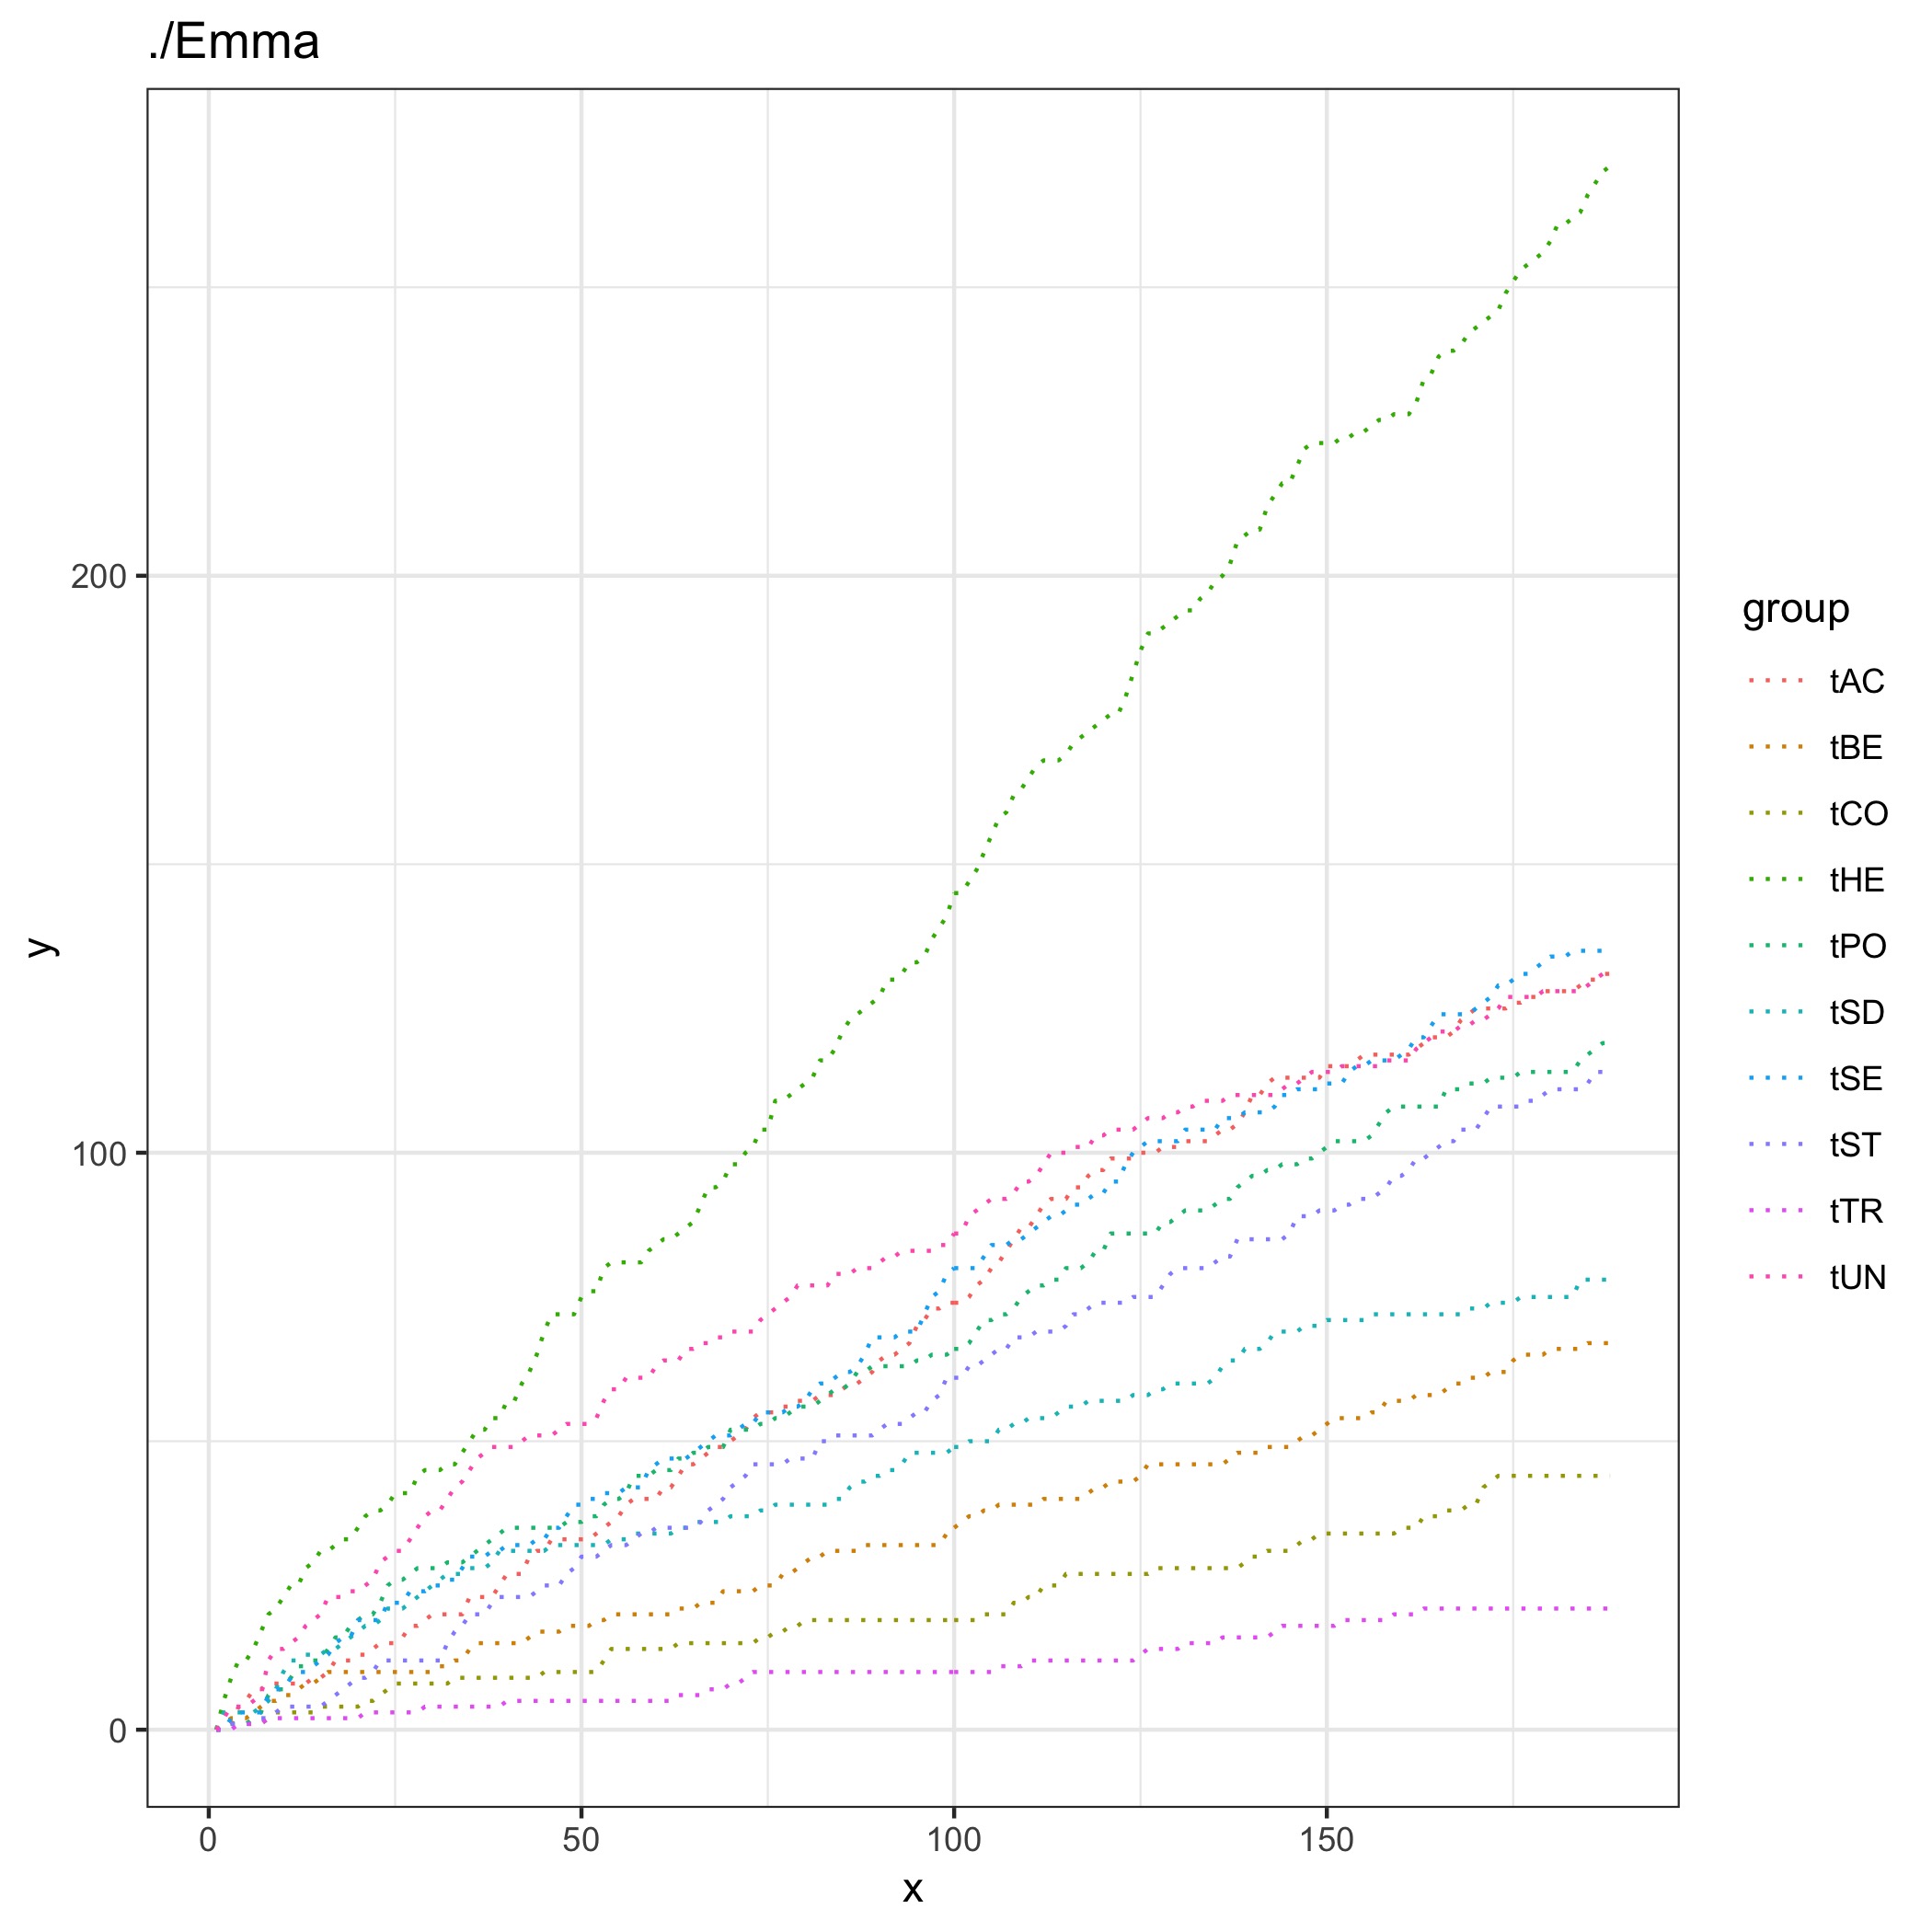 ./Emma
200
100
0
y
0 50 100 150
x
group
tAC
tBE
tCO
tHE
tPO
tSD
tSE
tST
tTR
tUN